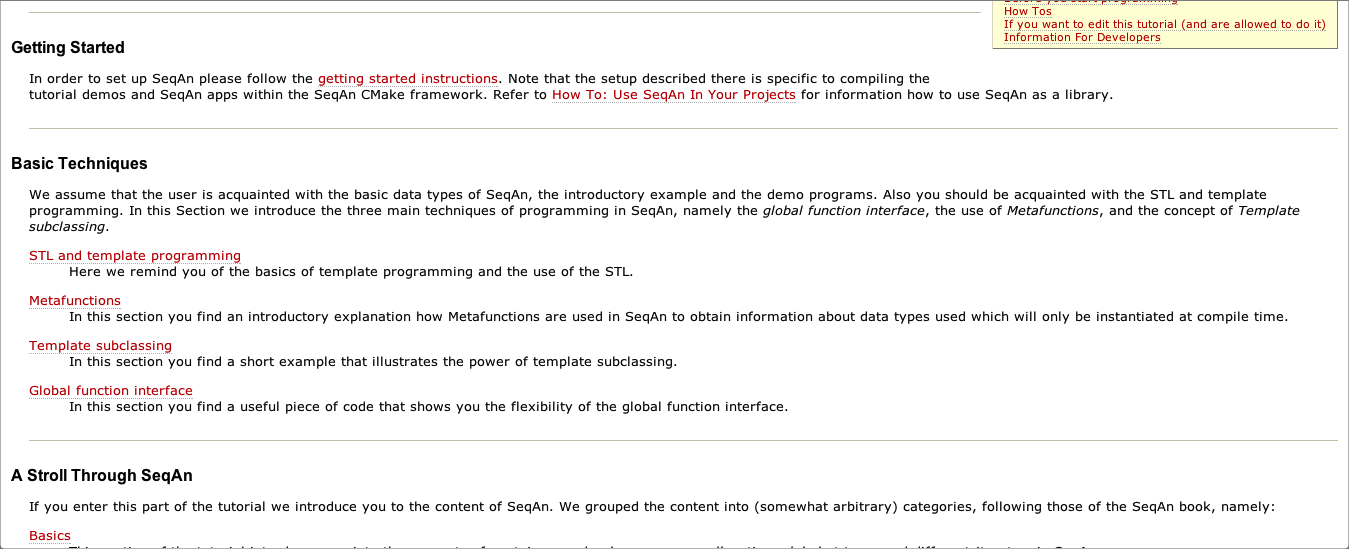 How Tos
If you want to edit this tutorial (and are allowed to do it)
Information For Developers
Getting Started
In order to set up SeqAn please follow the getting started instructions. Note that the setup described there is specific to compiling the
tutorial demos and SeqAn apps within the SeqAn CMake framework. Refer to How To: Use SeqAn In Your Projects for information how to use SeqAn as a library.
Basic Techniques
We assume that the user is acquainted with the basic data types of SeqAn, the introductory example and the demo programs. Also you should be acquainted with the STL and template
programming. In this Section we introduce the three main techniques of programming in SeqAn, namely the global function interface, the use of Metafunctions, and the concept of Template
subclassing.
STL and template programming
Here we remind you of the basics of template programming and the use of the STL.
Metafunctions
In this section you find an introductory explanation how Metafunctions are used in SeqAn to obtain information about data types used which will only be instantiated at compile time.
Template subclassing
In this section you find a short example that illustrates the power of template subclassing.
Global function interface
In this section you find a useful piece of code that shows you the flexibility of the global function interface.
A Stroll Through SeqAn
If you enter this part of the tutorial we introduce you to the content of SeqAn. We grouped the content into (somewhat arbitrary) categories, following those of the SeqAn book, namely:
Basics